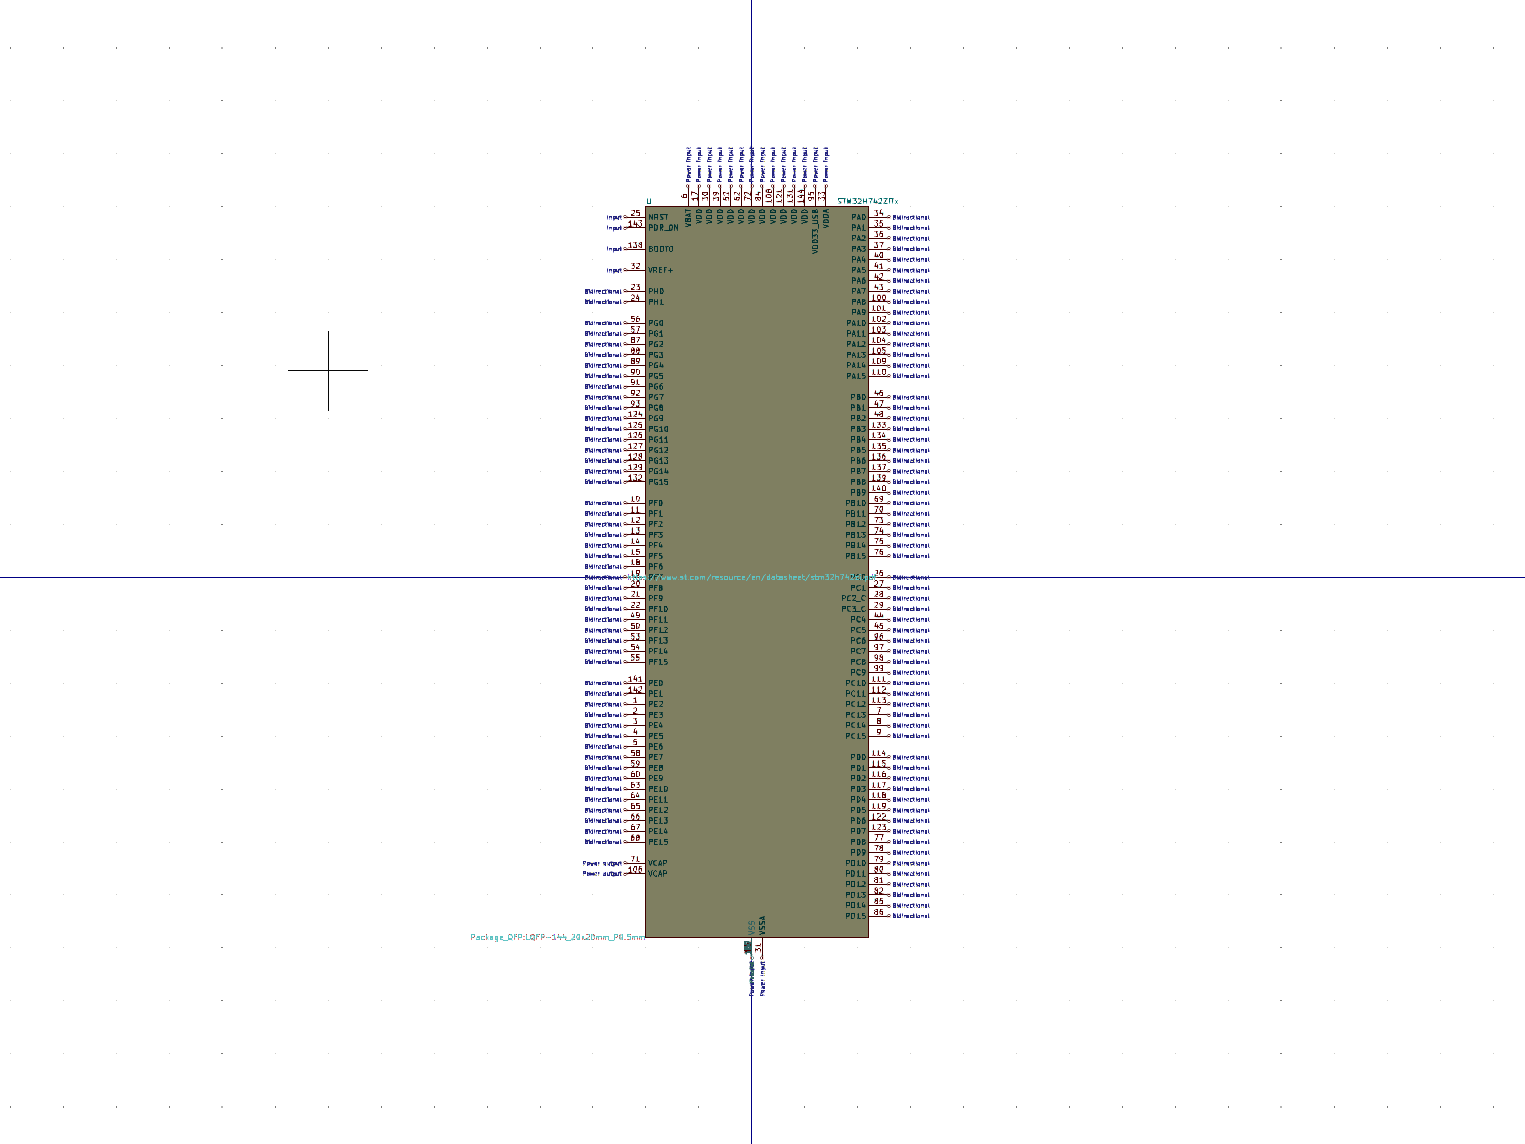 Power Input Power Input Power Input Power Input Power Input Power Input Power Input Power Input Power Input Power Input Power Input Power Input Power Input Power Input
6 17 30 39 52 62 72 84 108 121 131 144 95 33
U STM32H742ZITx
VBAT VDD VDD VDD VDD VDD VDD VDD VDD VDD VDD VDD VDD33_USB VDDA
Input 25 NRST PA0 34 Bidirectional
Input 143 PDR_ON PA1 35 Bidirectional
PA2 36 Bidirectional
Input 138 BOOT0 PA3 37 Bidirectional
PA4 40 Bidirectional
Input 32 VREF+ PA5 41 Bidirectional
PA6 42 Bidirectional
Bidirectional 23 PH0 PA7 43 Bidirectional
Bidirectional 24 PH1 PA8 100 Bidirectional
PA9 101 Bidirectional
Bidirectional 56 PG0 PA10 102 Bidirectional
Bidirectional 57 PG1 PA11 103 Bidirectional
Bidirectional 87 PG2 PA12 104 Bidirectional
Bidirectional 88 PG3 PA13 105 Bidirectional
Bidirectional 89 PG4 PA14 109 Bidirectional
Bidirectional 90 PG5 PA15 110 Bidirectional
Bidirectional 91 PG6
Bidirectional 92 PG7 PB0 46 Bidirectional
Bidirectional 93 PG8 PB1 47 Bidirectional
Bidirectional 124 PG9 PB2 48 Bidirectional
Bidirectional 125 PG10 PB3 133 Bidirectional
Bidirectional 126 PG11 PB4 134 Bidirectional
Bidirectional 127 PG12 PB5 135 Bidirectional
Bidirectional 128 PG13 PB6 136 Bidirectional
Bidirectional 129 PG14 PB7 137 Bidirectional
Bidirectional 132 PG15 PB8 139 Bidirectional
PB9 140 Bidirectional
Bidirectional 10 PF0 PB10 69 Bidirectional
Bidirectional 11 PF1 PB11 70 Bidirectional
Bidirectional 12 PF2 PB12 73 Bidirectional
Bidirectional 13 PF3 PB13 74 Bidirectional
Bidirectional 14 PF4 PB14 75 Bidirectional
Bidirectional 15 PF5 PB15 76 Bidirectional
Bidirectional 18 PF6
Bidirectional 19 26 Bidirectional
Bidirectional 20 PF8 PC1 27 Bidirectional
Bidirectional 21 PF9 PC2_C 28 Bidirectional
Bidirectional 22 PF10 PC3_C 29 Bidirectional
Bidirectional 49 PF11 PC4 44 Bidirectional
Bidirectional 50 PF12 PC5 45 Bidirectional
Bidirectional 53 PF13 PC6 96 Bidirectional
Bidirectional 54 PF14 PC7 97 Bidirectional
Bidirectional 55 PF15 PC8 98 Bidirectional
PC9 99 Bidirectional
Bidirectional 141 PE0 PC10 111 Bidirectional
Bidirectional 142 PE1 PC11 112 Bidirectional
Bidirectional 1 PE2 PC12 113 Bidirectional
Bidirectional 2 PE3 PC13 7 Bidirectional
Bidirectional 3 PE4 PC14 8 Bidirectional
Bidirectional 4 PE5 PC15 9 Bidirectional
Bidirectional 5 PE6
Bidirectional 58 PE7 PD0 114 Bidirectional
Bidirectional 59 PE8 PD1 115 Bidirectional
Bidirectional 60 PE9 PD2 116 Bidirectional
Bidirectional 63 PE10 PD3 117 Bidirectional
Bidirectional 64 PE11 PD4 118 Bidirectional
Bidirectional 65 PE12 PD5 119 Bidirectional
Bidirectional 66 PE13 PD6 122 Bidirectional
Bidirectional 67 PE14 PD7 123 Bidirectional
Bidirectional 68 PE15 PD8 77 Bidirectional
PD9 78 Bidirectional
Power output 71 VCAP PD10 79 Bidirectional
Power output 106 VCAP PD11 80 Bidirectional
PD12 81 Bidirectional
PD13 82 Bidirectional
PD14 85 Bidirectional
PD15 86 Bidirectional
VSS VSSA
Package_QFP:LQFP-144_20x20mm_P0.5mm
31
Power Input Power Input